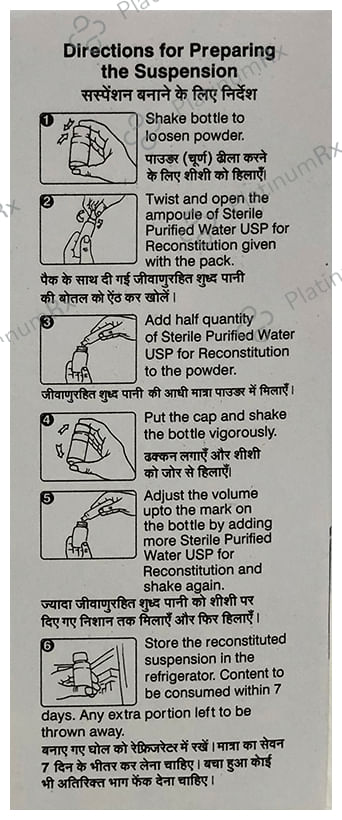 Directions for Preparing
the Suspension
सस्पेंशन बनाने के लिए निर्देश
1
Shake bottle to
loosen powder.
पाउडर (चूर्ण) ढीला करने
के लिए शीशी को हिलाएँ।
2
Twist and open the
ampoule of Sterile
Purified Water USP for
Reconstitution given
with the pack.
पैक के साथ दी गई जीवाणुरहित शुध्द पानी
की बोतल को ऐंठ कर खोलें।
3
Add half quantity
of Sterile Purified Water
USP for Reconstitution
to the powder.
जीवाणुरहित शुध्द पानी की आधी मात्रा पाउडर में मिलाएँ।
4
Put the cap and shake
the bottle vigorously.
ढक्कन लगाएँ और शीशी
को जोर से हिलाएँ।
5
Adjust the volume
upto the mark on
the bottle by adding
more Sterile Purified
Water USP for
Reconstitution and
shake again.
ज्यादा जीवाणुरहित शुध्द पानी को शीशी पर
दिए गए निशान तक मिलाएँ और फिर हिलाएँ।
6
Store the reconstituted
suspension in the
refrigerator. Content to
be consumed within 7
days. Any extra portion left to be
thrown away.
बनाए गए घोल को रेफ्रिजरेटर में रखें। मात्रा का सेवन
7 दिन के भीतर कर लेना चाहिए। बचा हुआ कोई
भी अतिरिक्त भाग फेंक देना चाहिए।
PlatinumRx